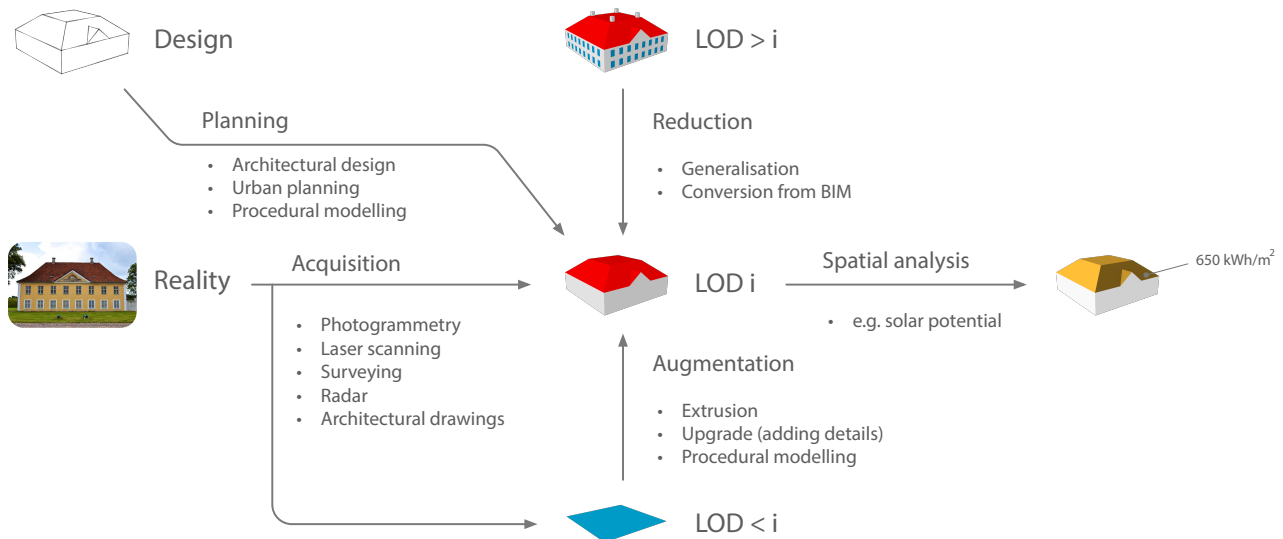 Design
LOD > i
Planning
• Architectural design
• Urban planning
• Procedural modelling
Reduction
• Generalisation
• Conversion from BIM
Reality
Acquisition
• Photogrammetry
• Laser scanning
• Surveying
• Radar
• Architectural drawings
LOD i
Spatial analysis
• e.g. solar potential
650 kWh/m²
Augmentation
• Extrusion
• Upgrade (adding details)
• Procedural modelling
LOD < i